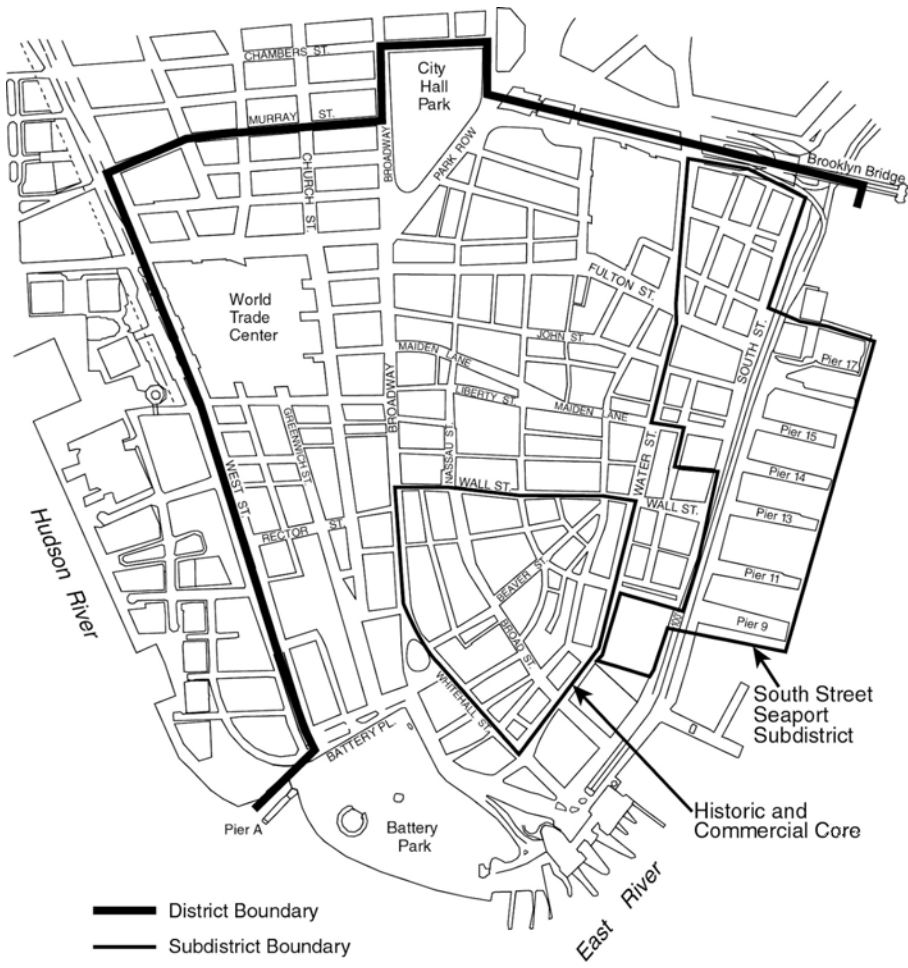 CHAMBERS ST.
City
Hall
Park
MURRAY ST.
BROADWAY
PARK ROW
CHURCH ST.
Brooklyn Bridge
FULTON ST.
World
Trade
Center
JOHN ST.
SOUTH ST.
MAIDEN LANE
Pier 17
BROADWAY
LIBERTY ST.
MAIDEN LANE
GREENWICH ST.
NASSAU ST.
WATER ST.
Pier 15
WEST ST.
WALL ST.
Pier 14
WALL ST.
Pier 13
RECTOR ST.
Hudson River
BEAVER ST.
Pier 11
BROAD ST.
Pier 9
WHITEHALL ST.
South Street
Seaport
Subdistrict
BATTERY PL.
Pier A
Battery
Park
Historic and
Commercial Core
East River
District Boundary
Subdistrict Boundary